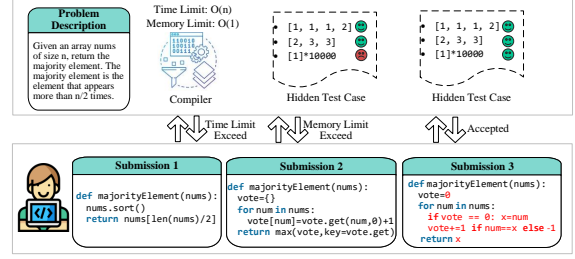 Problem
Description
Given an array nums
of size n, return the
majority element. The
majority element is the
element that appears
more than n/2 times.
Time Limit: O(n)
Memory Limit: O(1)
110010
100110
00111
Compiler
• [1, 1, 1, 2]
• [2, 3, 3]
• [1]*10000
Hidden Test Case
• [1, 1, 1, 2]
• [2, 3, 3]
• [1]*10000
Hidden Test Case
Time Limit
Exceed
Memory Limit
Exceed
Accepted
</>
Submission 1
def majorityElement(nums):
nums.sort()
return nums[len(nums)/2]
Submission 2
def majorityElement(nums):
vote={}
for num in nums:
vote[num]=vote.get(num,0)+1
return max(vote,key=vote.get)
Submission 3
def majorityElement(nums):
vote=0
for num in nums:
if vote == 0: x=num
vote+=1 if num==x else -1
return x